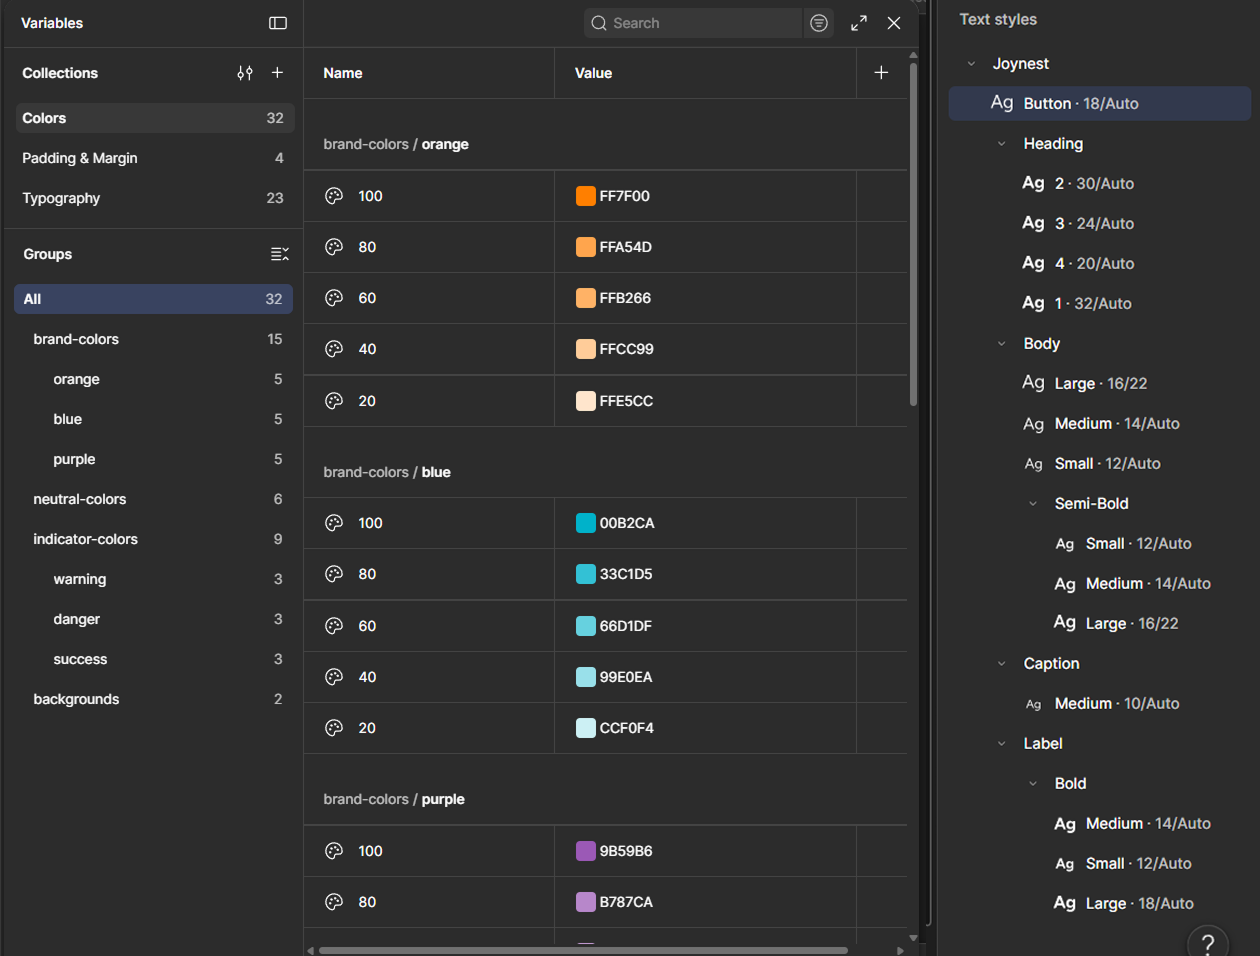 Variables
Search
Collections
Colors 32
Padding & Margin 4
Typography 23
Groups
All 32
brand-colors 15
orange 5
blue 5
purple 5
neutral-colors 6
indicator-colors 9
warning 3
danger 3
success 3
backgrounds 2
Name Value
brand-colors / orange
100 FF7F00
80 FFA54D
60 FFB266
40 FFCC99
20 FFE5CC
brand-colors / blue
100 00B2CA
80 33C1D5
60 66D1DF
40 99E0EA
20 CCF0F4
brand-colors / purple
100 9B59B6
80 B787CA
Text styles
Joynest
Ag Button · 18/Auto
Heading
Ag 2 · 30/Auto
Ag 3 · 24/Auto
Ag 4 · 20/Auto
Ag 1 · 32/Auto
Body
Ag Large · 16/22
Ag Medium · 14/Auto
Ag Small · 12/Auto
Semi-Bold
Ag Small · 12/Auto
Ag Medium · 14/Auto
Ag Large · 16/22
Caption
Ag Medium · 10/Auto
Label
Bold
Ag Medium · 14/Auto
Ag Small · 12/Auto
Ag Large · 18/Auto
?